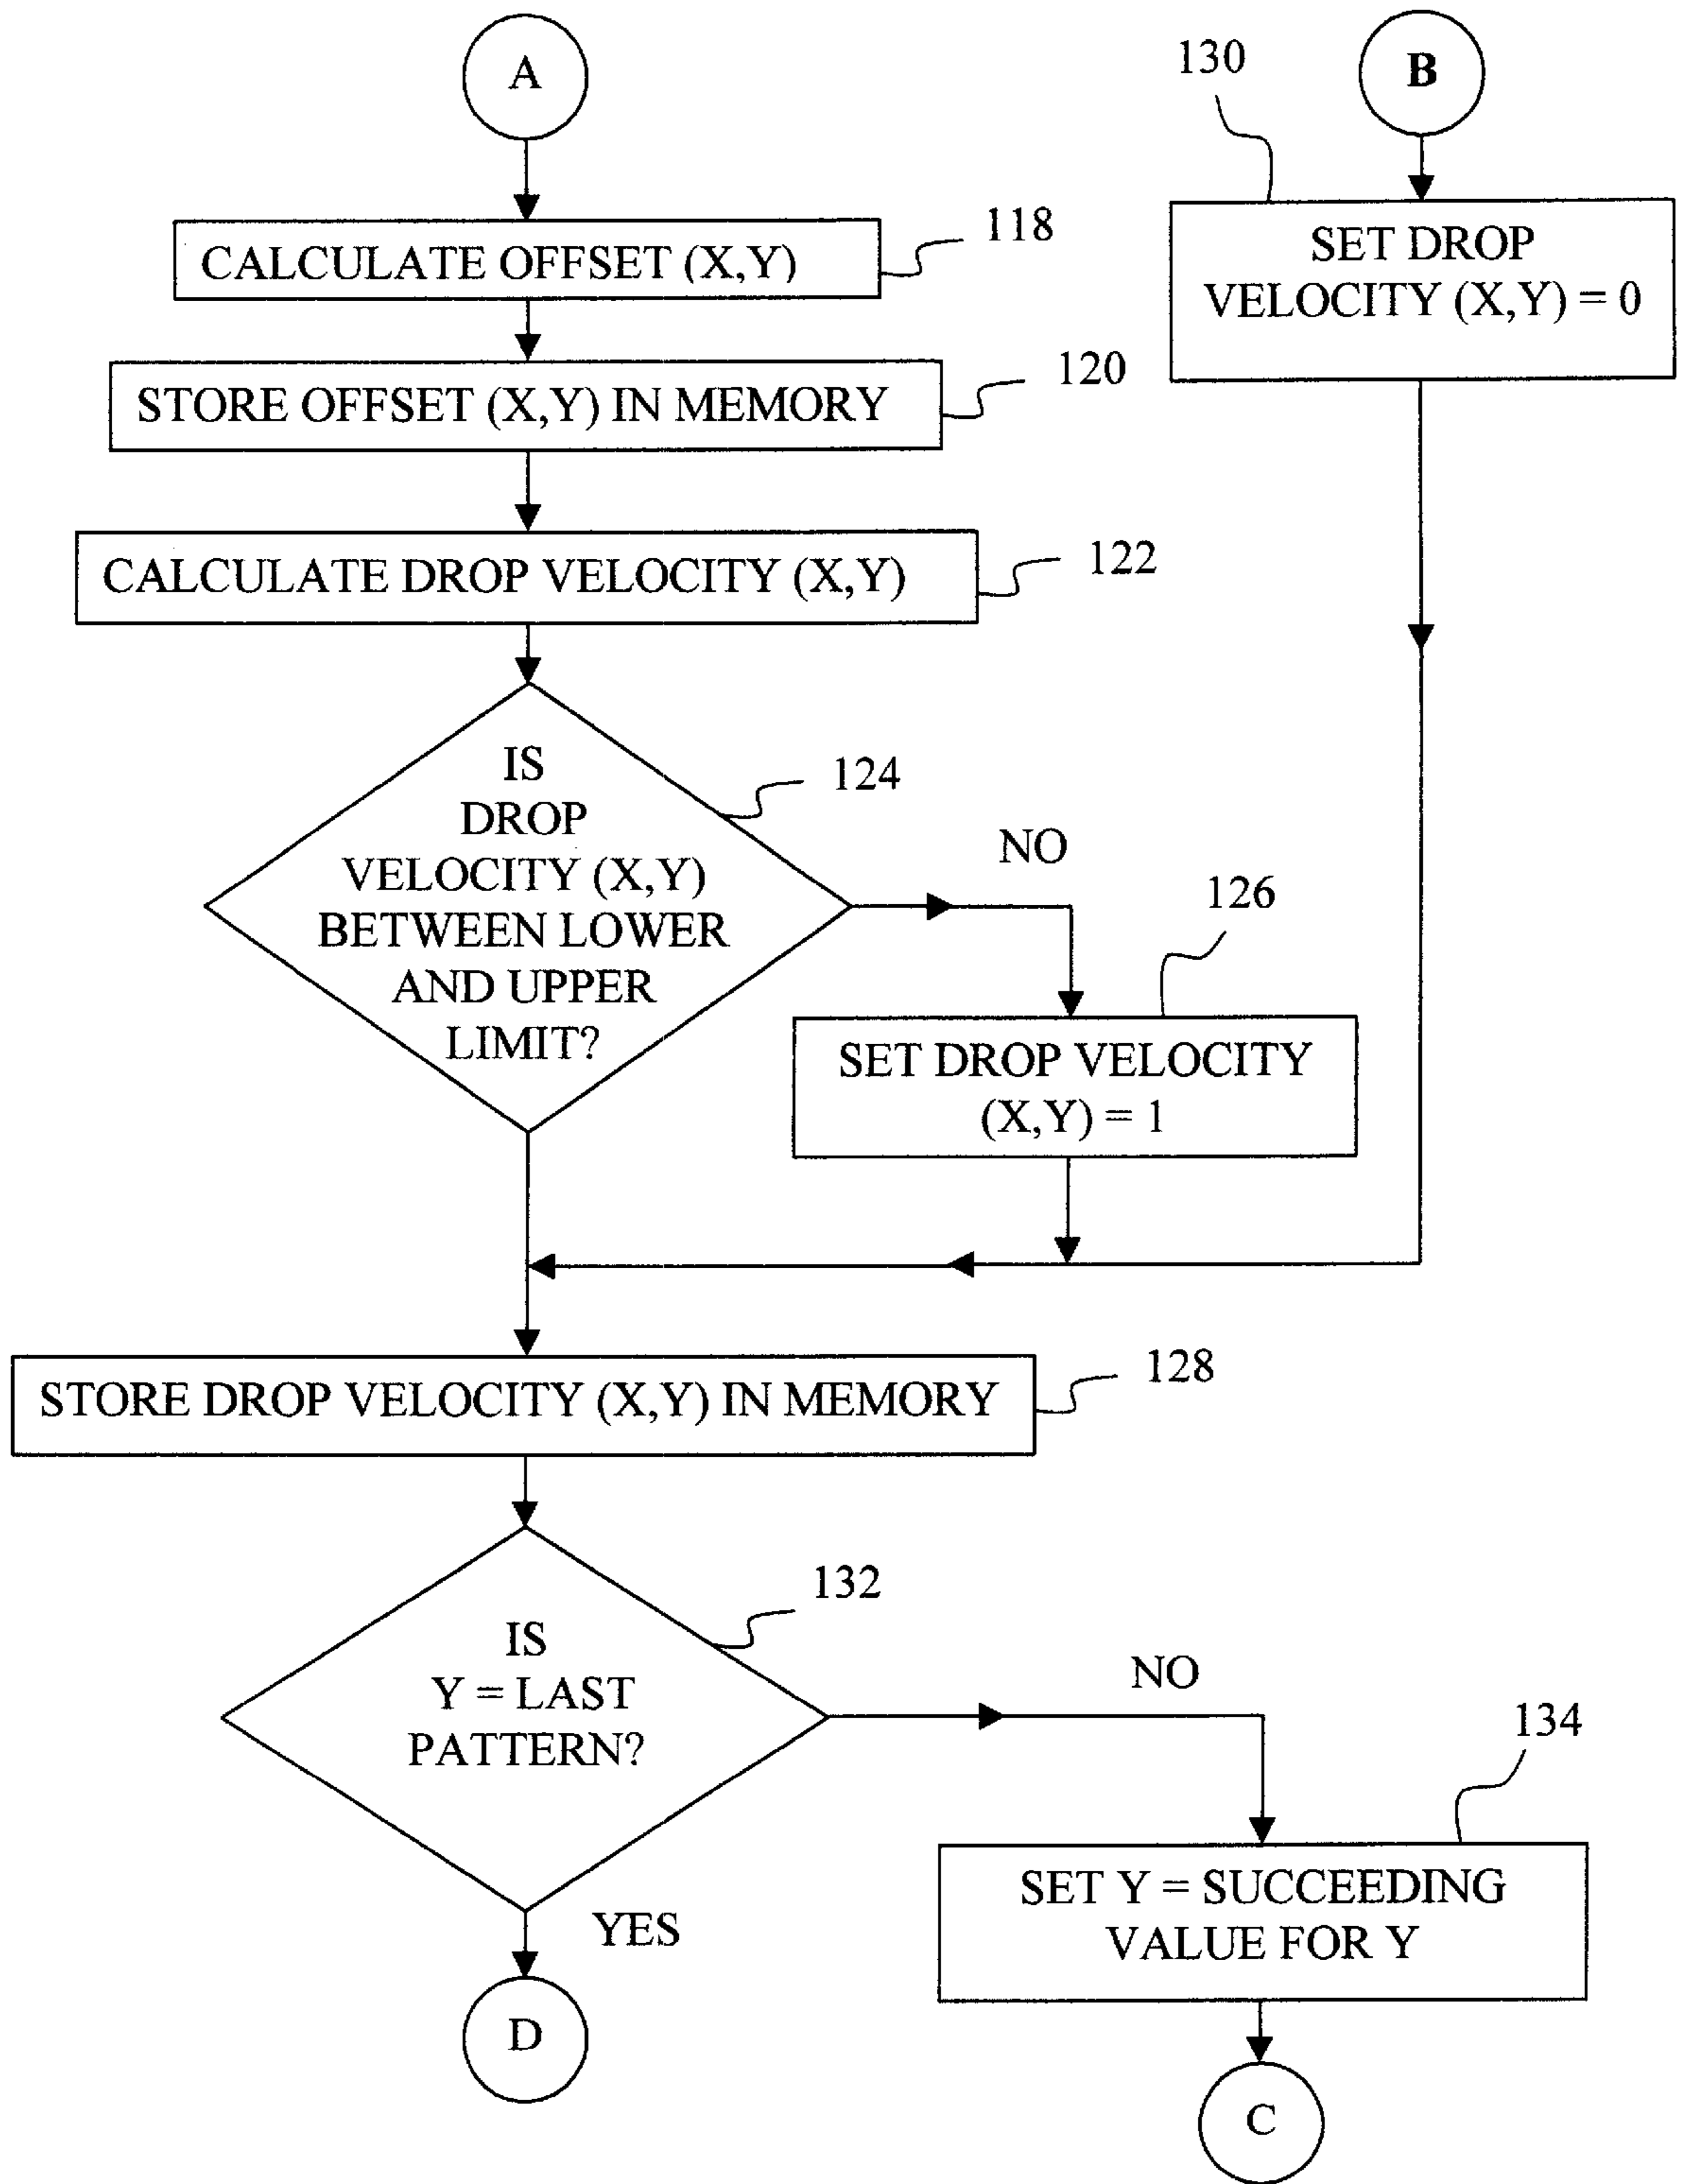 A
130
B
118
CALCULATE OFFSET (X,Y)
SET DROP
VELOCITY (X,Y) = 0
120
STORE OFFSET (X,Y) IN MEMORY
122
CALCULATE DROP VELOCITY (X,Y)
124
IS
DROP
VELOCITY (X,Y)
BETWEEN LOWER
AND UPPER
LIMIT?
NO
126
SET DROP VELOCITY
(X,Y) = 1
128
STORE DROP VELOCITY (X,Y) IN MEMORY
132
IS
Y = LAST
PATTERN?
NO
134
SET Y = SUCCEEDING
VALUE FOR Y
YES
D
C